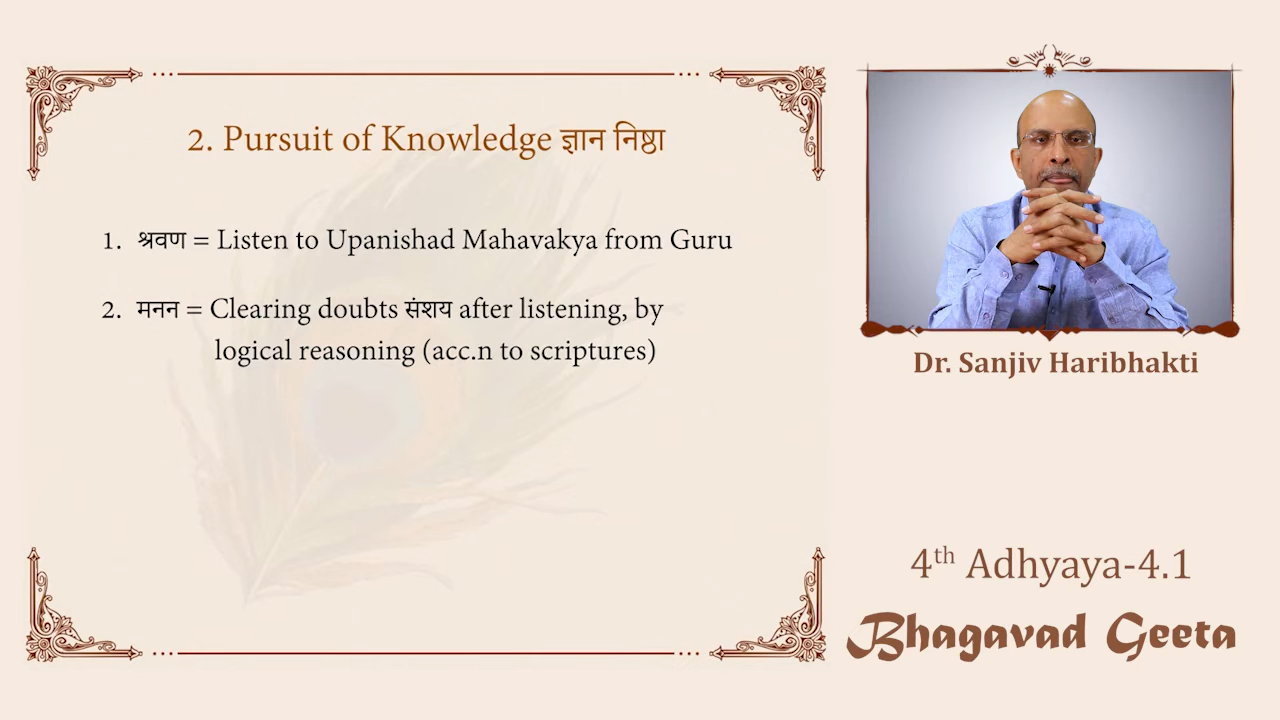 2. Pursuit of Knowledge ज्ञान निष्ठा
1. श्रवण = Listen to Upanishad Mahavakya from Guru
2. मनन = Clearing doubts संशय after listening, by
logical reasoning (acc.n to scriptures)
Dr. Sanjiv Haribhakti
4th Adhyaya-4.1
Bhagavad Geeta